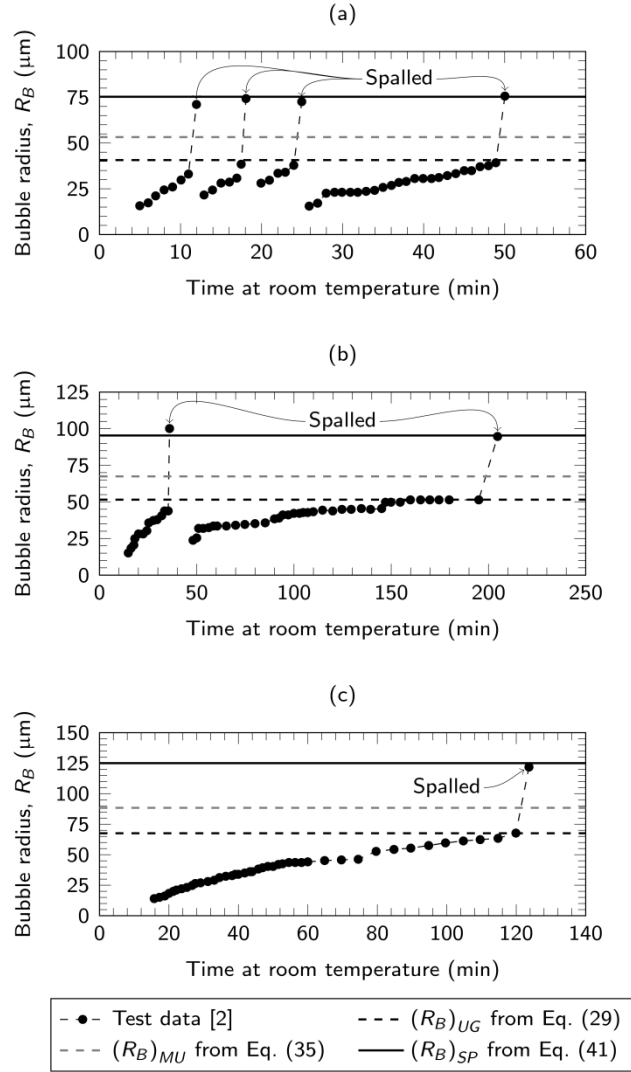 (a)
Bubble radius, R_B (μm)
100
75
50
25
0
Spalled
0 10 20 30 40 50 60
Time at room temperature (min)
(b)
Bubble radius, R_B (μm)
125
100
75
50
25
0
Spalled
0 50 100 150 200 250
Time at room temperature (min)
(c)
Bubble radius, R_B (μm)
150
125
100
75
50
25
0
Spalled
0 20 40 60 80 100 120 140
Time at room temperature (min)
Test data [2] (R_B)_UG from Eq. (29)
(R_B)_MU from Eq. (35) (R_B)_SP from Eq. (41)